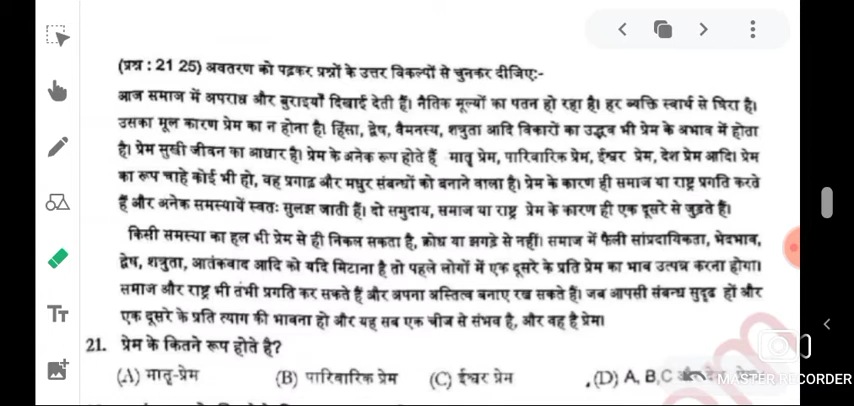 (प्रश्न : 21 25) अवतरण को पढ़कर प्रश्नों के उत्तर विकल्पों से चुनकर दीजिए:-
आज समाज में अपराध और बुराइयाँ दिखाई देती हैं। नैतिक मूल्यों का पतन हो रहा है। हर व्यक्ति स्वार्थ से घिरा है।
उसका मूल कारण प्रेम का न होना है। हिंसा, द्वेष, वैमनस्य, शत्रुता आदि विकारों का उद्भव भी प्रेम के अभाव में होता
है। प्रेम सुखी जीवन का आधार है। प्रेम के अनेक रूप होते हैं मातृ प्रेम, पारिवारिक प्रेम, ईश्वर प्रेम, देश प्रेम आदि। प्रेम
का रूप चाहे कोई भी हो, वह प्रगाढ़ और मधुर संबन्धों को बनाने वाला है। प्रेम के कारण ही समाज या राष्ट्र प्रगति करते
हैं और अनेक समस्यायें स्वतः सुलझ जाती हैं। दो समुदाय, समाज या राष्ट्र प्रेम के कारण ही एक दूसरे से जुड़ते हैं।
किसी समस्या का हल भी प्रेम से ही निकल सकता है, क्रोध या झगड़े से नहीं। समाज में फैली सांप्रदायिकता, भेदभाव,
द्वेष, शत्रुता, आतंकवाद आदि को यदि मिटाना है तो पहले लोगों में एक दूसरे के प्रति प्रेम का भाव उत्पन्न करना होगा।
समाज और राष्ट्र भी तभी प्रगति कर सकते हैं और अपना अस्तित्व बनाए रख सकते हैं। जब आपसी संबन्ध सुदृढ हों और
एक दूसरे के प्रति त्याग की भावना हो और यह सब एक चीज से संभव है, और वह है प्रेम।
21. प्रेम के कितने रूप होते है?
(A) मातृ-प्रेम (B) पारिवारिक प्रेम (C) ईश्वर प्रेम (D) A, B,C
MASTER RECORDER
Tт